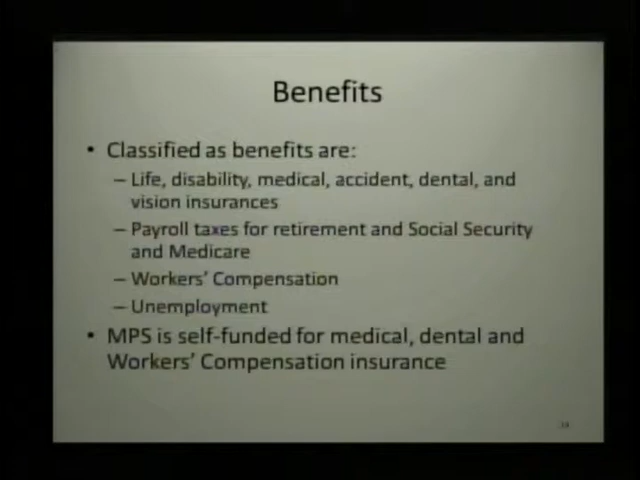 Benefits
• Classified as benefits are:
– Life, disability, medical, accident, dental, and
vision insurances
– Payroll taxes for retirement and Social Security
and Medicare
– Workers' Compensation
– Unemployment
• MPS is self-funded for medical, dental and
Workers' Compensation insurance